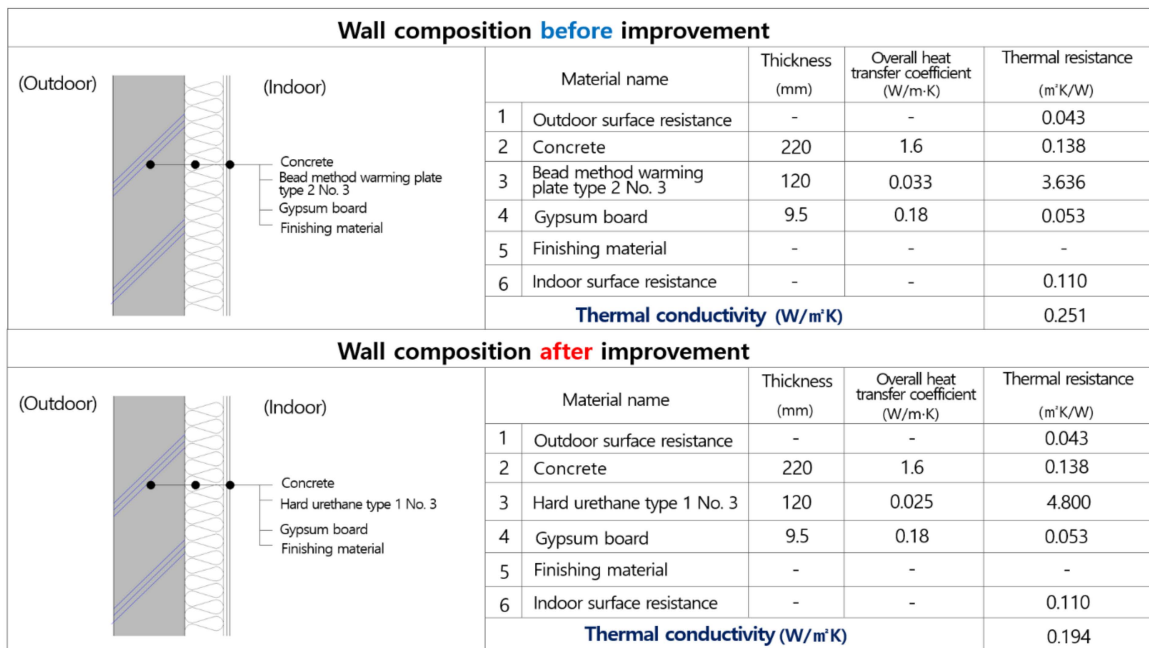 Wall composition before improvement
(Outdoor)
(Indoor)
Concrete
Bead method warming plate
type 2 No. 3
Gypsum board
Finishing material
Material name
Thickness
(mm)
Overall heat
transfer coefficient
(W/m·K)
Thermal resistance
(㎡K/W)
1 Outdoor surface resistance - - 0.043
2 Concrete 220 1.6 0.138
3 Bead method warming
plate type 2 No. 3 120 0.033 3.636
4 Gypsum board 9.5 0.18 0.053
5 Finishing material - - -
6 Indoor surface resistance - - 0.110
Thermal conductivity (W/㎡K) 0.251
Wall composition after improvement
(Outdoor)
(Indoor)
Concrete
Hard urethane type 1 No. 3
Gypsum board
Finishing material
Material name
Thickness
(mm)
Overall heat
transfer coefficient
(W/m·K)
Thermal resistance
(㎡K/W)
1 Outdoor surface resistance - - 0.043
2 Concrete 220 1.6 0.138
3 Hard urethane type 1 No. 3 120 0.025 4.800
4 Gypsum board 9.5 0.18 0.053
5 Finishing material - - -
6 Indoor surface resistance - - 0.110
Thermal conductivity (W/㎡K) 0.194